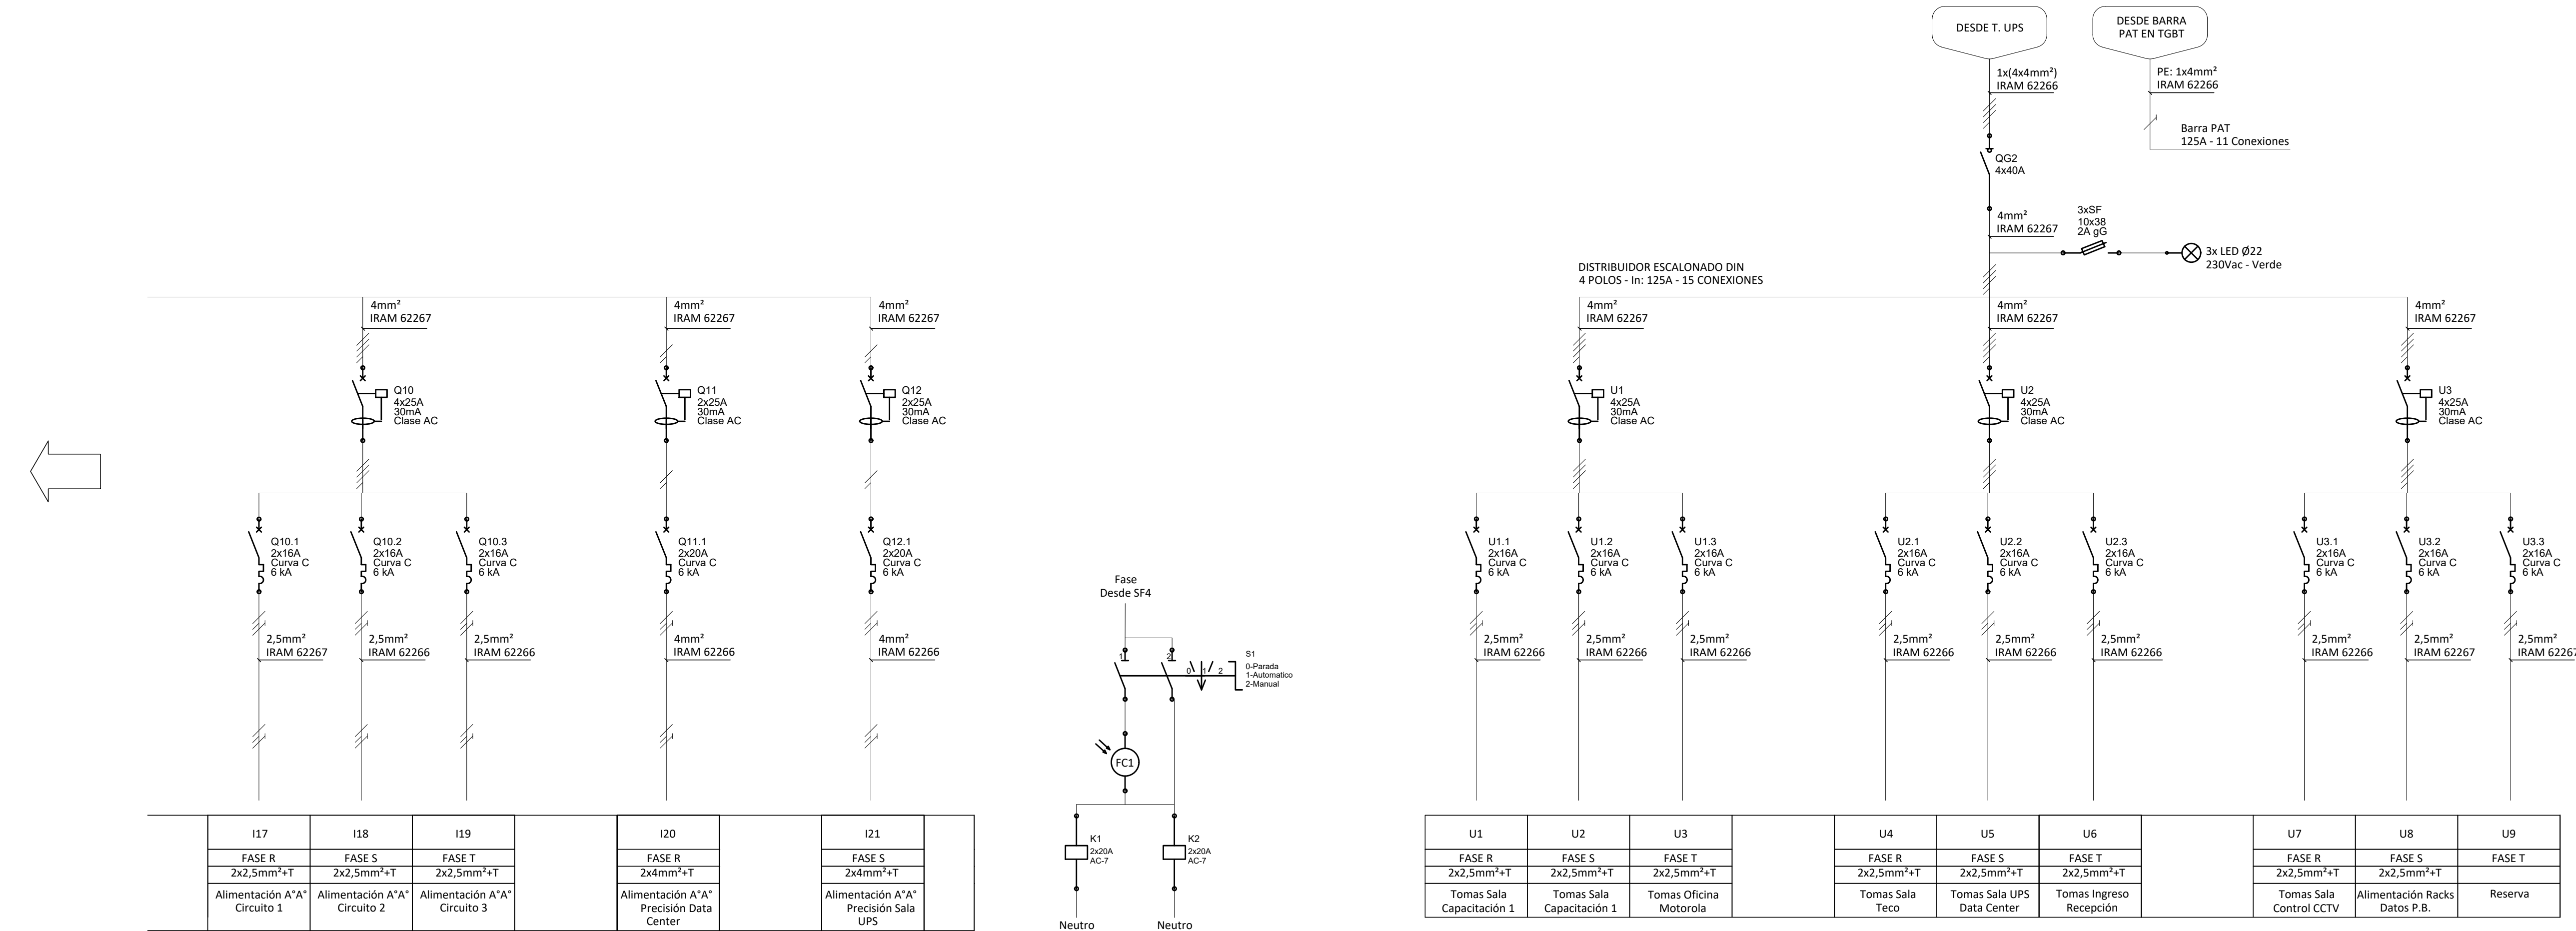 DESDE T. UPS
DESDE BARRA
PAT EN TGBT
1x(4x4mm²)
IRAM 62266
PE: 1x4mm²
IRAM 62266
Barra PAT
125A - 11 Conexiones
QG2
4x40A
4mm²
IRAM 62267
3xSF
10x38
2A gG
3x LED Ø22
230Vac - Verde
DISTRIBUIDOR ESCALONADO DIN
4 POLOS - In: 125A - 15 CONEXIONES
4mm²
IRAM 62267
4mm²
IRAM 62267
4mm²
IRAM 62267
4mm²
IRAM 62267
4mm²
IRAM 62267
4mm²
IRAM 62267
Q10
4x25A
30mA
Clase AC
Q11
2x25A
30mA
Clase AC
Q12
2x25A
30mA
Clase AC
U1
4x25A
30mA
Clase AC
U2
4x25A
30mA
Clase AC
U3
4x25A
30mA
Clase AC
Q10.1
2x16A
Curva C
6 kA
Q10.2
2x16A
Curva C
6 kA
Q10.3
2x16A
Curva C
6 kA
Q11.1
2x20A
Curva C
6 kA
Q12.1
2x20A
Curva C
6 kA
U1.1
2x16A
Curva C
6 kA
U1.2
2x16A
Curva C
6 kA
U1.3
2x16A
Curva C
6 kA
U2.1
2x16A
Curva C
6 kA
U2.2
2x16A
Curva C
6 kA
U2.3
2x16A
Curva C
6 kA
U3.1
2x16A
Curva C
6 kA
U3.2
2x16A
Curva C
6 kA
U3.3
2x16A
Curva C
6 kA
2,5mm²
IRAM 62267
2,5mm²
IRAM 62266
2,5mm²
IRAM 62266
4mm²
IRAM 62266
4mm²
IRAM 62266
2,5mm²
IRAM 62266
2,5mm²
IRAM 62266
2,5mm²
IRAM 62266
2,5mm²
IRAM 62266
2,5mm²
IRAM 62266
2,5mm²
IRAM 62266
2,5mm²
IRAM 62266
2,5mm²
IRAM 62267
2,5mm²
IRAM 62267
Fase
Desde SF4
1
2
0 1 2
S1
0-Parada
1-Automatico
2-Manual
FC1
K1
2x20A
AC-7
K2
2x20A
AC-7
Neutro
Neutro
I17
FASE R
2x2,5mm²+T
Alimentación A°A°
Circuito 1
I18
FASE S
2x2,5mm²+T
Alimentación A°A°
Circuito 2
I19
FASE T
2x2,5mm²+T
Alimentación A°A°
Circuito 3
I20
FASE R
2x4mm²+T
Alimentación A°A°
Precisión Data
Center
I21
FASE S
2x4mm²+T
Alimentación A°A°
Precisión Sala
UPS
U1
FASE R
2x2,5mm²+T
Tomas Sala
Capacitación 1
U2
FASE S
2x2,5mm²+T
Tomas Sala
Capacitación 1
U3
FASE T
2x2,5mm²+T
Tomas Oficina
Motorola
U4
FASE R
2x2,5mm²+T
Tomas Sala
Teco
U5
FASE S
2x2,5mm²+T
Tomas Sala UPS
Data Center
U6
FASE T
2x2,5mm²+T
Tomas Ingreso
Recepción
U7
FASE R
2x2,5mm²+T
Tomas Sala
Control CCTV
U8
FASE S
2x2,5mm²+T
Alimentación Racks
Datos P.B.
U9
FASE T
Reserva